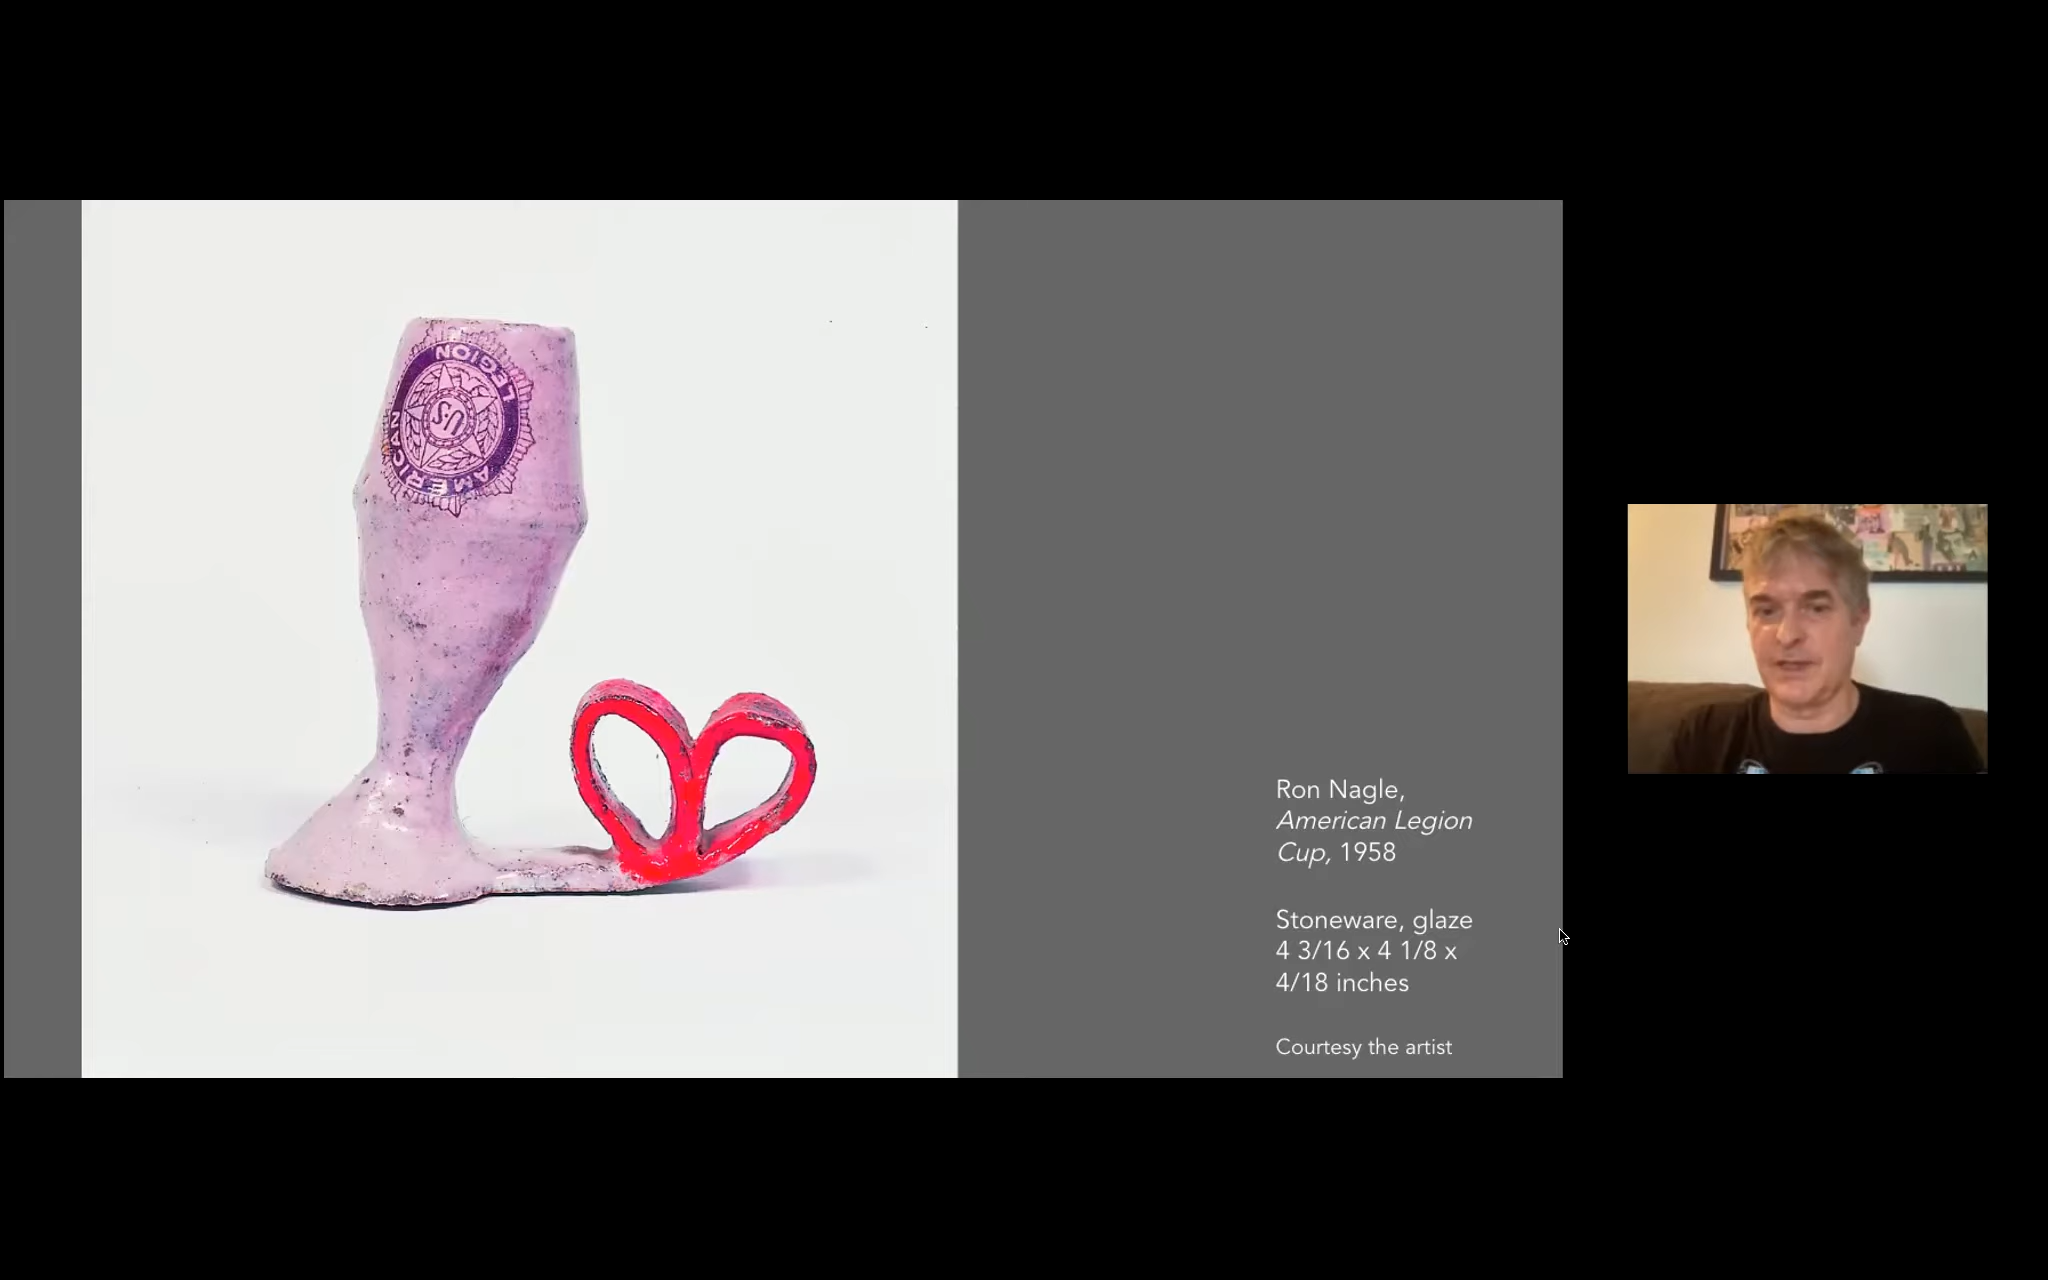 AMERICAN LEGION
U.S
Ron Nagle,
American Legion
Cup, 1958
Stoneware, glaze
4 3/16 x 4 1/8 x
4/18 inches
Courtesy the artist